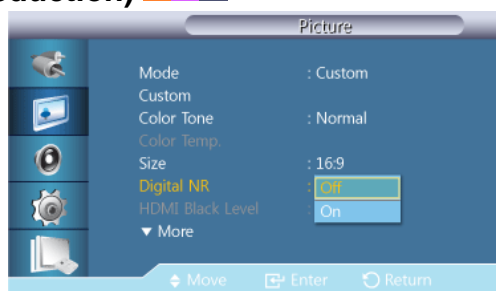 Picture
Mode : Custom
Custom
Color Tone : Normal
Color Temp.
Size : 16:9
Digital NR : Off
HDMI Black Level : On
▼ More
Move Enter Return